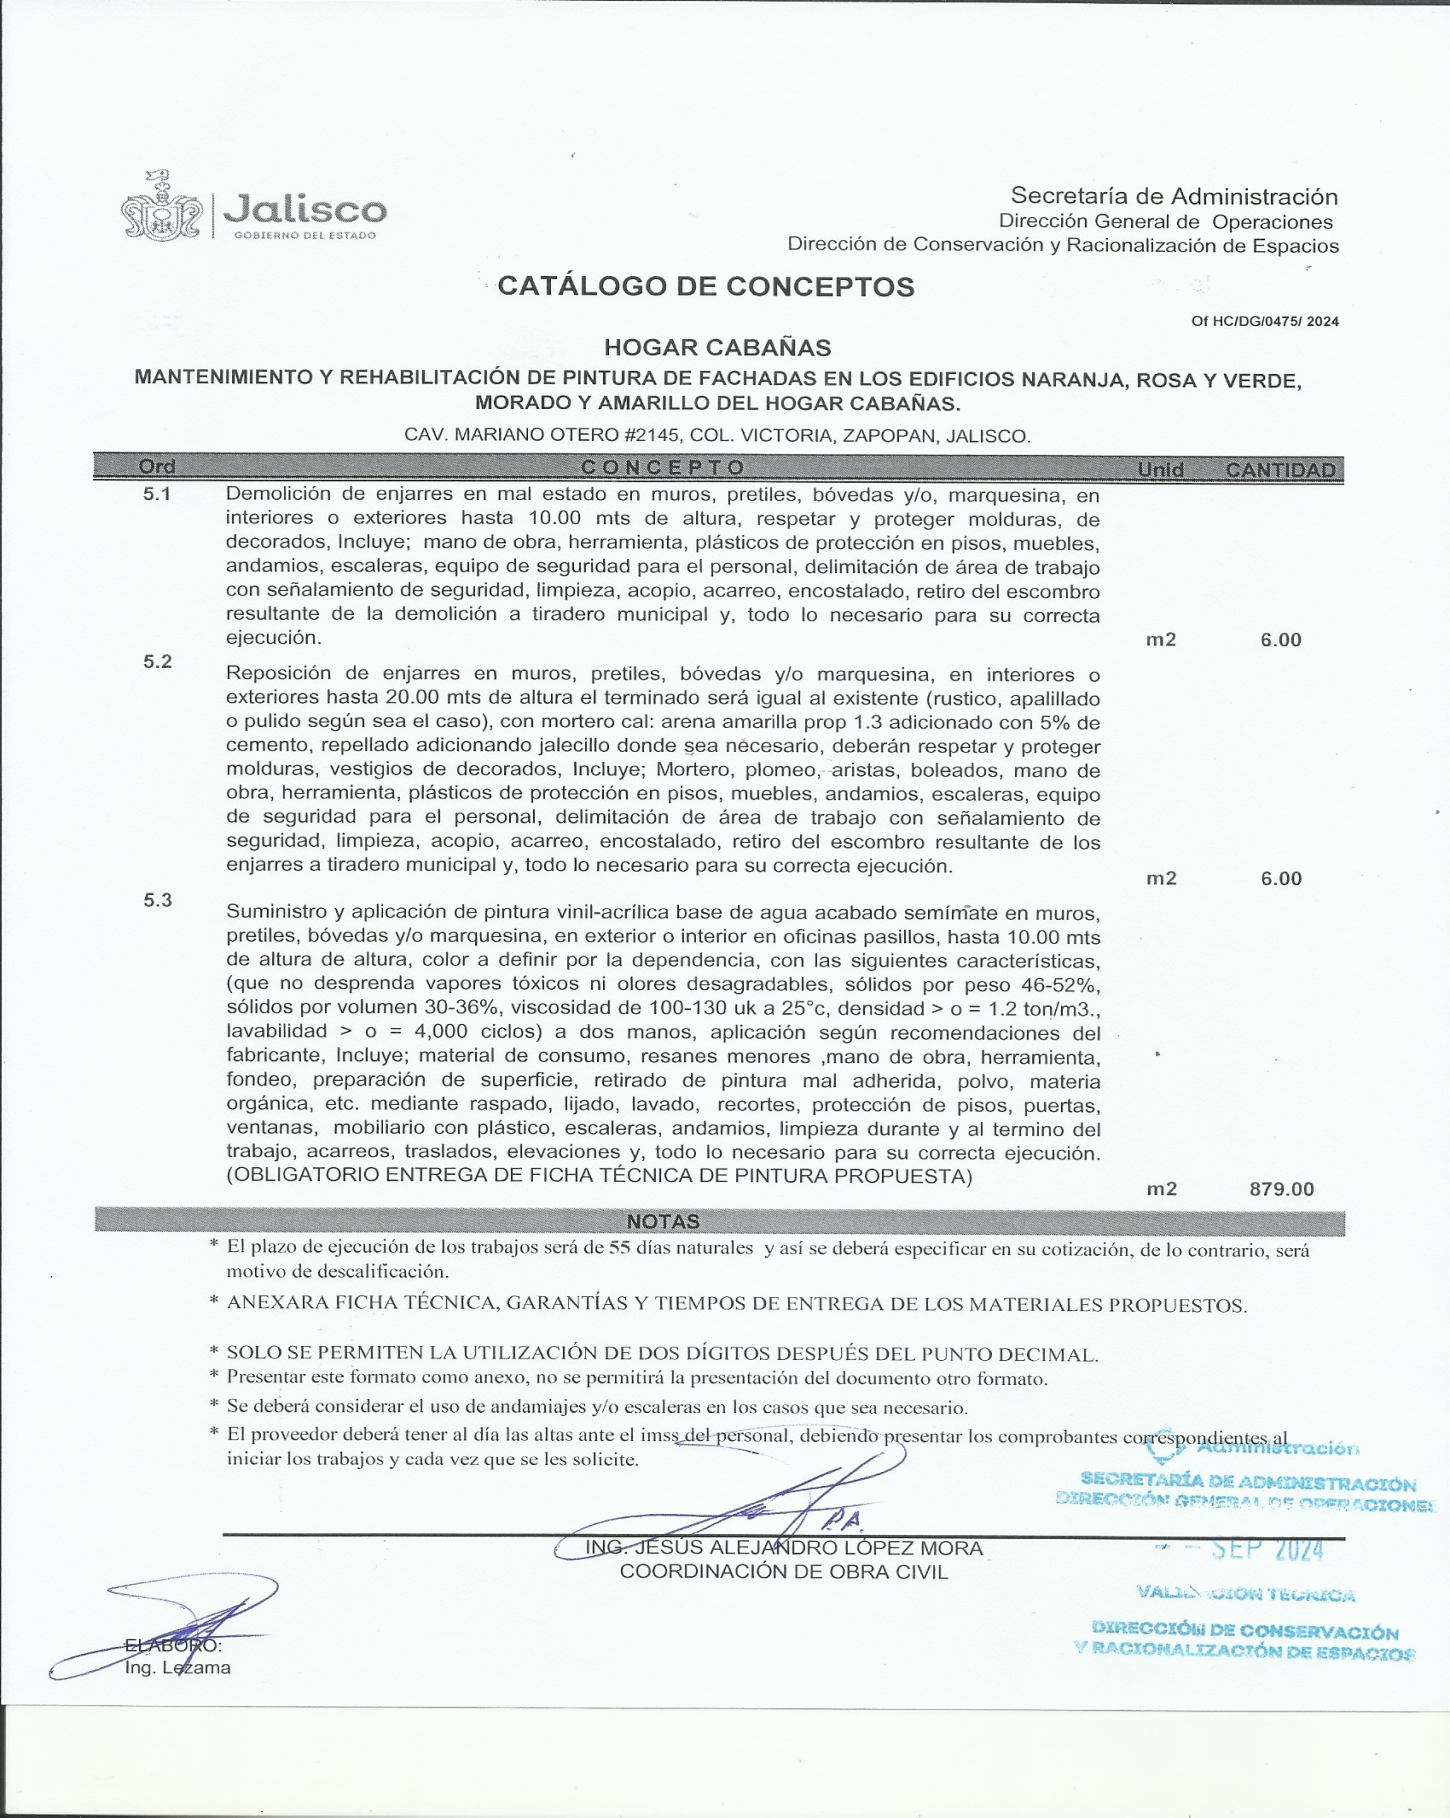 Jalisco
GOBIERNO DEL ESTADO
Secretaría de Administración
Dirección General de Operaciones
Dirección de Conservación y Racionalización de Espacios
CATÁLOGO DE CONCEPTOS
Of HC/DG/0475/ 2024
HOGAR CABAÑAS
MANTENIMIENTO Y REHABILITACIÓN DE PINTURA DE FACHADAS EN LOS EDIFICIOS NARANJA, ROSA Y VERDE,
MORADO Y AMARILLO DEL HOGAR CABAÑAS.
CAV. MARIANO OTERO #2145, COL. VICTORIA, ZAPOPAN, JALISCO.
Ord CONCEPTO Unid CANTIDAD
5.1 Demolición de enjarres en mal estado en muros, pretiles, bóvedas y/o, marquesina, en
interiores o exteriores hasta 10.00 mts de altura, respetar y proteger molduras, de
decorados, Incluye; mano de obra, herramienta, plásticos de protección en pisos, muebles,
andamios, escaleras, equipo de seguridad para el personal, delimitación de área de trabajo
con señalamiento de seguridad, limpieza, acopio, acarreo, encostalado, retiro del escombro
resultante de la demolición a tiradero municipal y, todo lo necesario para su correcta
ejecución. m2 6.00
5.2
Reposición de enjarres en muros, pretiles, bóvedas y/o marquesina, en interiores o
exteriores hasta 20.00 mts de altura el terminado será igual al existente (rustico, apalillado
o pulido según sea el caso), con mortero cal: arena amarilla prop 1.3 adicionado con 5% de
cemento, repellado adicionando jalecillo donde sea necesario, deberán respetar y proteger
molduras, vestigios de decorados, Incluye; Mortero, plomeo, aristas, boleados, mano de
obra, herramienta, plásticos de protección en pisos, muebles, andamios, escaleras, equipo
de seguridad para el personal, delimitación de área de trabajo con señalamiento de
seguridad, limpieza, acopio, acarreo, encostalado, retiro del escombro resultante de los
enjarres a tiradero municipal y, todo lo necesario para su correcta ejecución.
m2 6.00
5.3
Suministro y aplicación de pintura vinil-acrílica base de agua acabado semímate en muros,
pretiles, bóvedas y/o marquesina, en exterior o interior en oficinas pasillos, hasta 10.00 mts
de altura de altura, color a definir por la dependencia, con las siguientes características,
(que no desprenda vapores tóxicos ni olores desagradables, sólidos por peso 46-52%,
sólidos por volumen 30-36%, viscosidad de 100-130 uk a 25°c, densidad > o = 1.2 ton/m3.,
lavabilidad > o = 4,000 ciclos) a dos manos, aplicación según recomendaciones del
fabricante, Incluye; material de consumo, resanes menores ,mano de obra, herramienta,
fondeo, preparación de superficie, retirado de pintura mal adherida, polvo, materia
orgánica, etc. mediante raspado, lijado, lavado, recortes, protección de pisos, puertas,
ventanas, mobiliario con plástico, escaleras, andamios, limpieza durante y al termino del
trabajo, acarreos, traslados, elevaciones y, todo lo necesario para su correcta ejecución.
(OBLIGATORIO ENTREGA DE FICHA TÉCNICA DE PINTURA PROPUESTA)
m2 879.00
NOTAS
* El plazo de ejecución de los trabajos será de 55 días naturales y así se deberá especificar en su cotización, de lo contrario, será
motivo de descalificación.
* ANEXARA FICHA TÉCNICA, GARANTÍAS Y TIEMPOS DE ENTREGA DE LOS MATERIALES PROPUESTOS.
* SOLO SE PERMITEN LA UTILIZACIÓN DE DOS DÍGITOS DESPUÉS DEL PUNTO DECIMAL.
* Presentar este formato como anexo, no se permitirá la presentación del documento otro formato.
* Se deberá considerar el uso de andamiajes y/o escaleras en los casos que sea necesario.
* El proveedor deberá tener al día las altas ante el imss del personal, debiendo presentar los comprobantes correspondientes al
iniciar los trabajos y cada vez que se les solicite.
Administración
SECRETARÍA DE ADMINISTRACIÓN
DIRECCIÓN GENERAL DE OPERACIONES
P.A.
ING. JESÚS ALEJANDRO LÓPEZ MORA
COORDINACIÓN DE OBRA CIVIL
SEP 2024
VALIDACION TECNICA
DIRECCIÓN DE CONSERVACIÓN
Y RACIONALIZACIÓN DE ESPACIOS
ELABORO:
Ing. Lezama